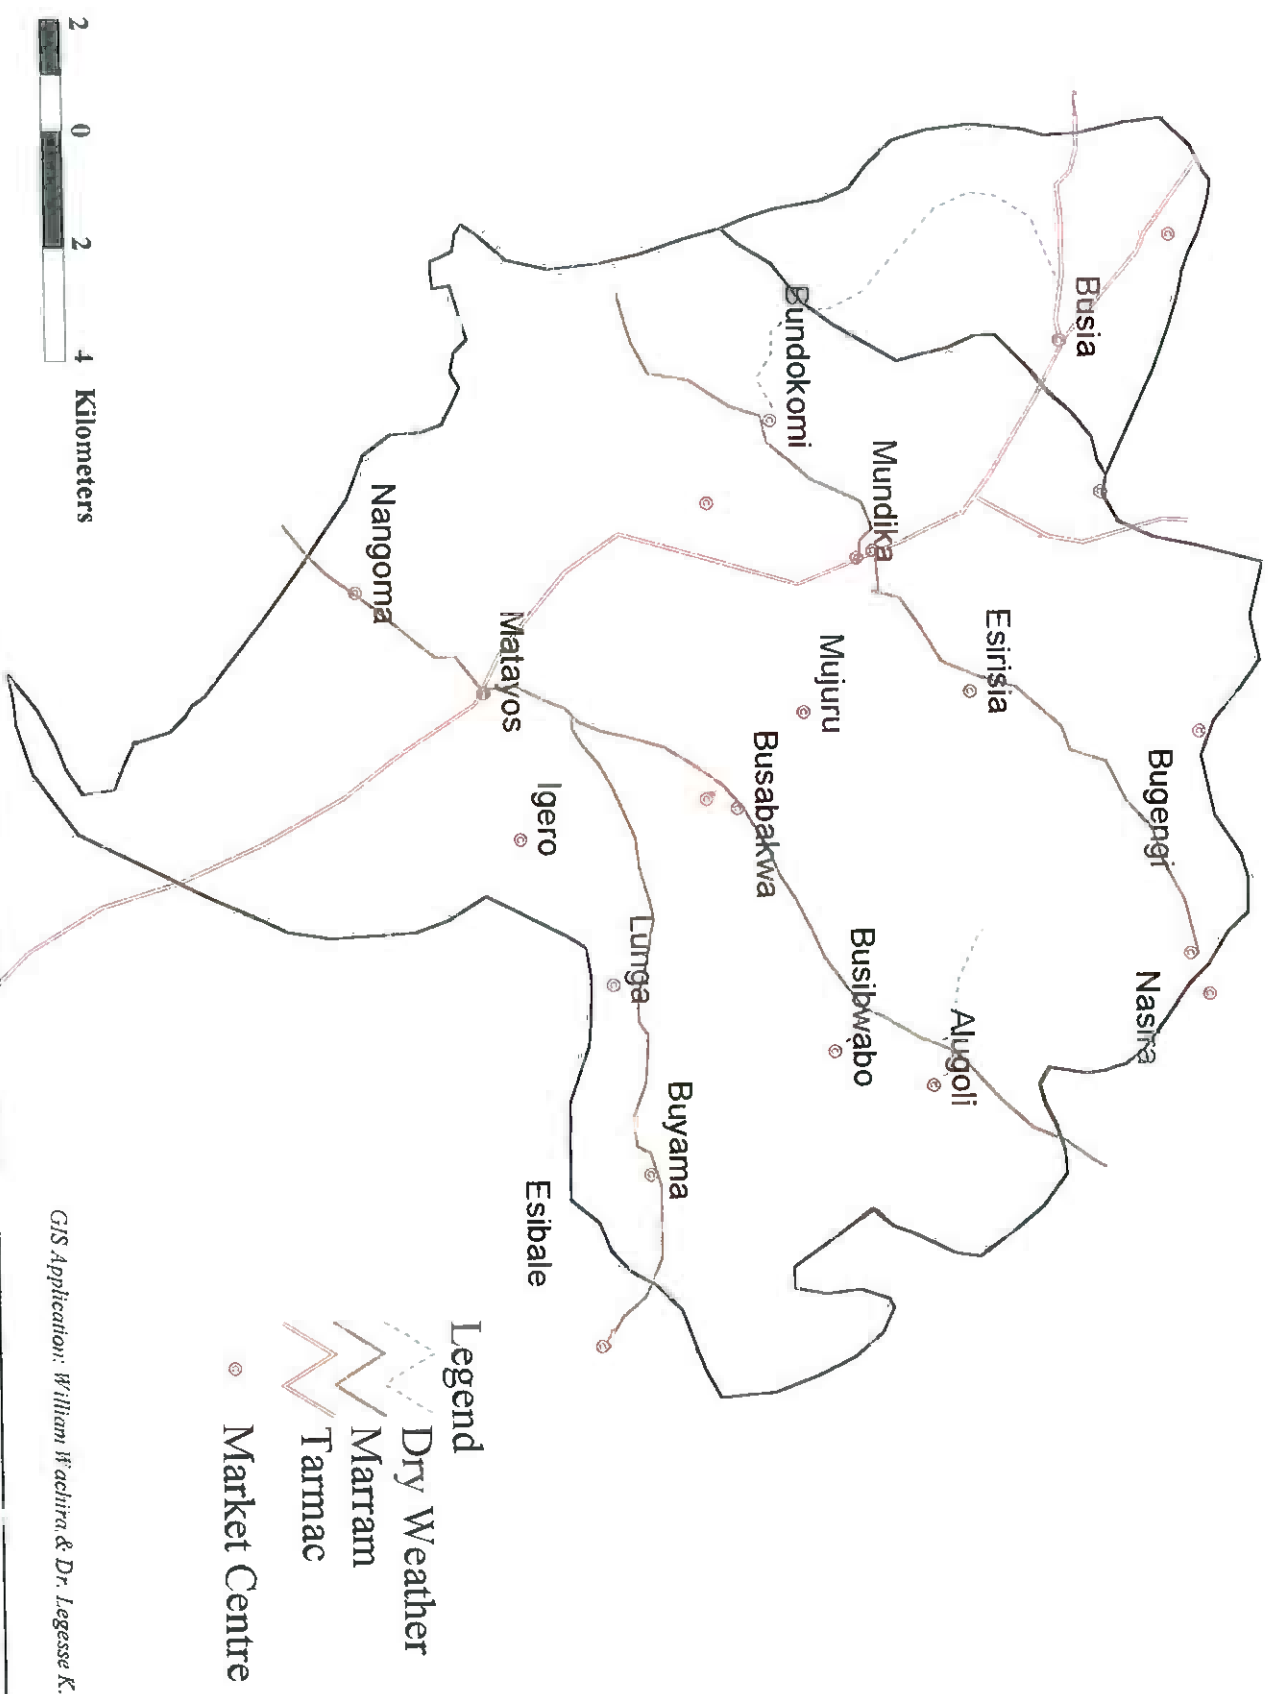 Busia
Bundokomi
Mundika
Esirisia
Bugengi
Nasira
Mujuru
Busabakwa
Busibwabo
Alugoli
Nangoma
Matayos
Igero
Lunga
Buyama
Esibale
2 0 2 4 Kilometers
Legend
Dry Weather
Marram
Tarmac
Market Centre
GIS Application: William Wachira & Dr. Legesse K.